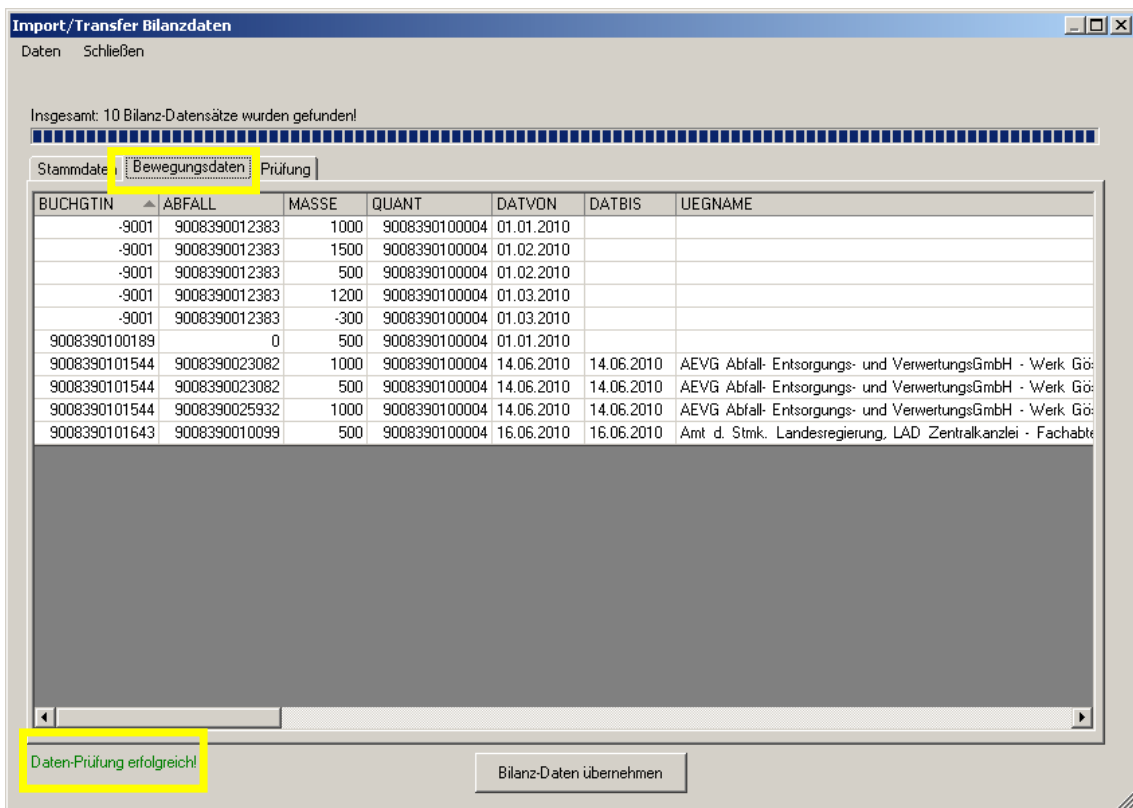 Import/Transfer Bilanzdaten
Daten Schließen
Insgesamt: 10 Bilanz-Datensätze wurden gefunden!
Stammdaten Bewegungsdaten Prüfung
BUCHGTIN ABFALL MASSE QUANT DATVON DATBIS UEGNAME
-9001 9008390012383 1000 9008390100004 01.01.2010
-9001 9008390012383 1500 9008390100004 01.02.2010
-9001 9008390012383 500 9008390100004 01.02.2010
-9001 9008390012383 1200 9008390100004 01.03.2010
-9001 9008390012383 -300 9008390100004 01.03.2010
9008390100189 0 500 9008390100004 01.01.2010
9008390101544 9008390023082 1000 9008390100004 14.06.2010 14.06.2010 AEVG Abfall- Entsorgungs- und VerwertungsGmbH - Werk Gö
9008390101544 9008390023082 500 9008390100004 14.06.2010 14.06.2010 AEVG Abfall- Entsorgungs- und VerwertungsGmbH - Werk Gö
9008390101544 9008390025932 1000 9008390100004 14.06.2010 14.06.2010 AEVG Abfall- Entsorgungs- und VerwertungsGmbH - Werk Gö
9008390101643 9008390010099 500 9008390100004 16.06.2010 16.06.2010 Amt d. Stmk. Landesregierung, LAD Zentralkanzlei - Fachabte
Daten-Prüfung erfolgreich!
Bilanz-Daten übernehmen